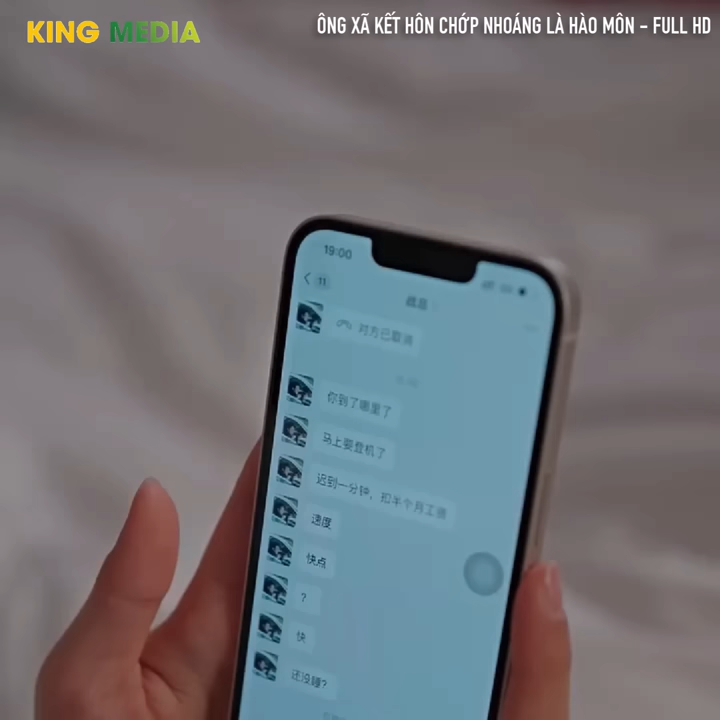 KING MEDIA
ÔNG XÃ KẾT HÔN CHỚP NHOÁNG LÀ HÀO MÔN - FULL HD
19:00
11
对方已取消
你到了哪里了
马上要登机了
迟到一分钟，扣半个月工资
速度
快点
?
快
还没睡?